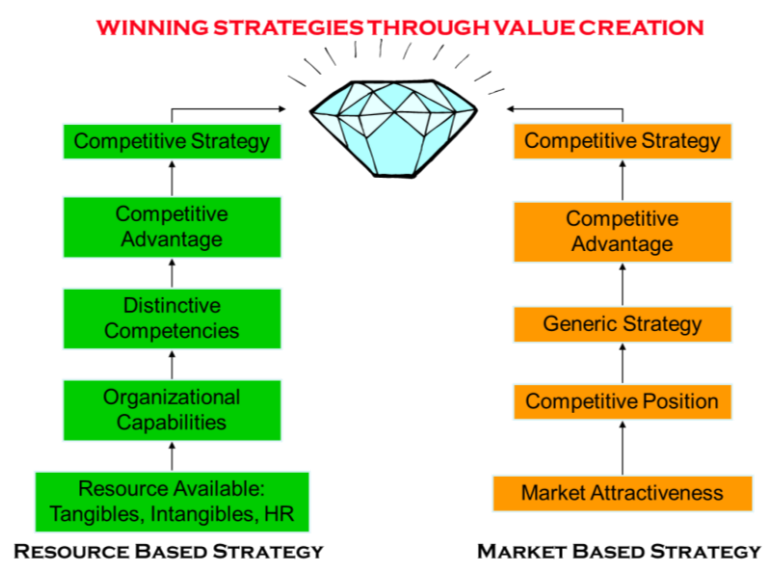 WINNING STRATEGIES THROUGH VALUE CREATION
Competitive Strategy
Competitive
Advantage
Distinctive
Competencies
Organizational
Capabilities
Resource Available:
Tangibles, Intangibles, HR
RESOURCE BASED STRATEGY
Competitive Strategy
Competitive
Advantage
Generic Strategy
Competitive Position
Market Attractiveness
MARKET BASED STRATEGY